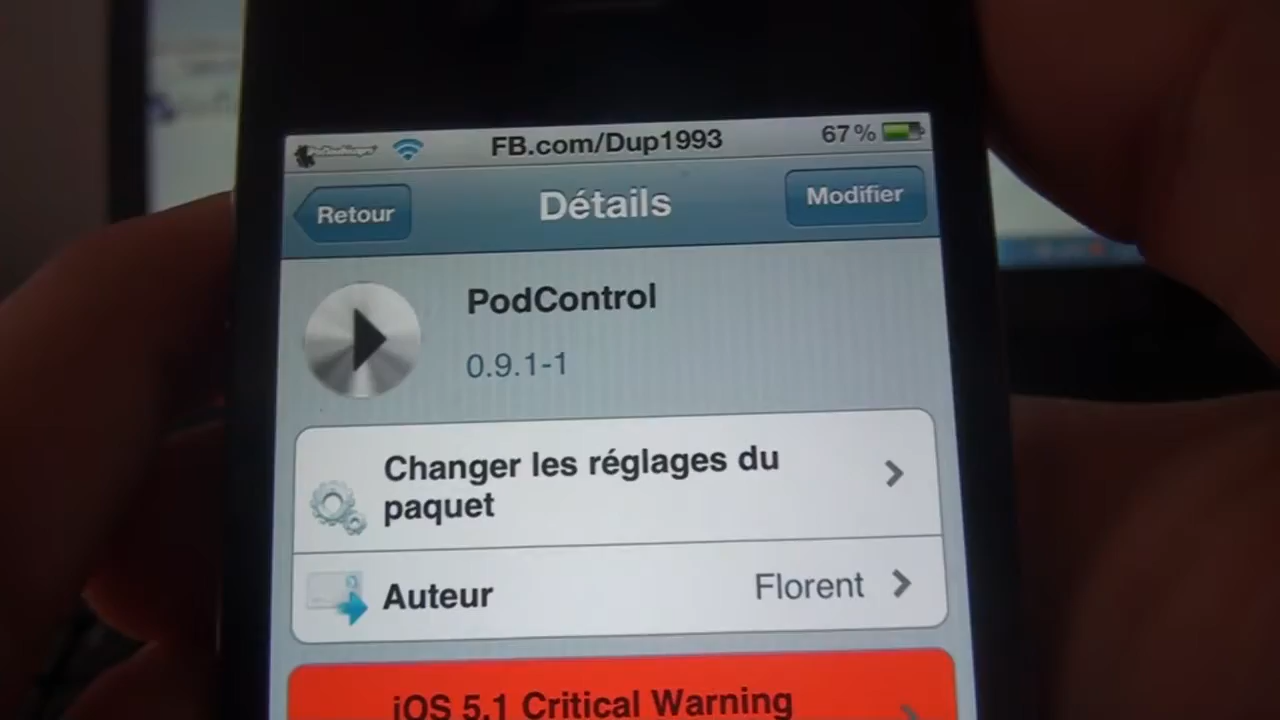 FB.com/Dup1993
67%
Retour
Détails
Modifier
PodControl
0.9.1-1
Changer les réglages du
paquet
Auteur
Florent
iOS 5.1 Critical Warning